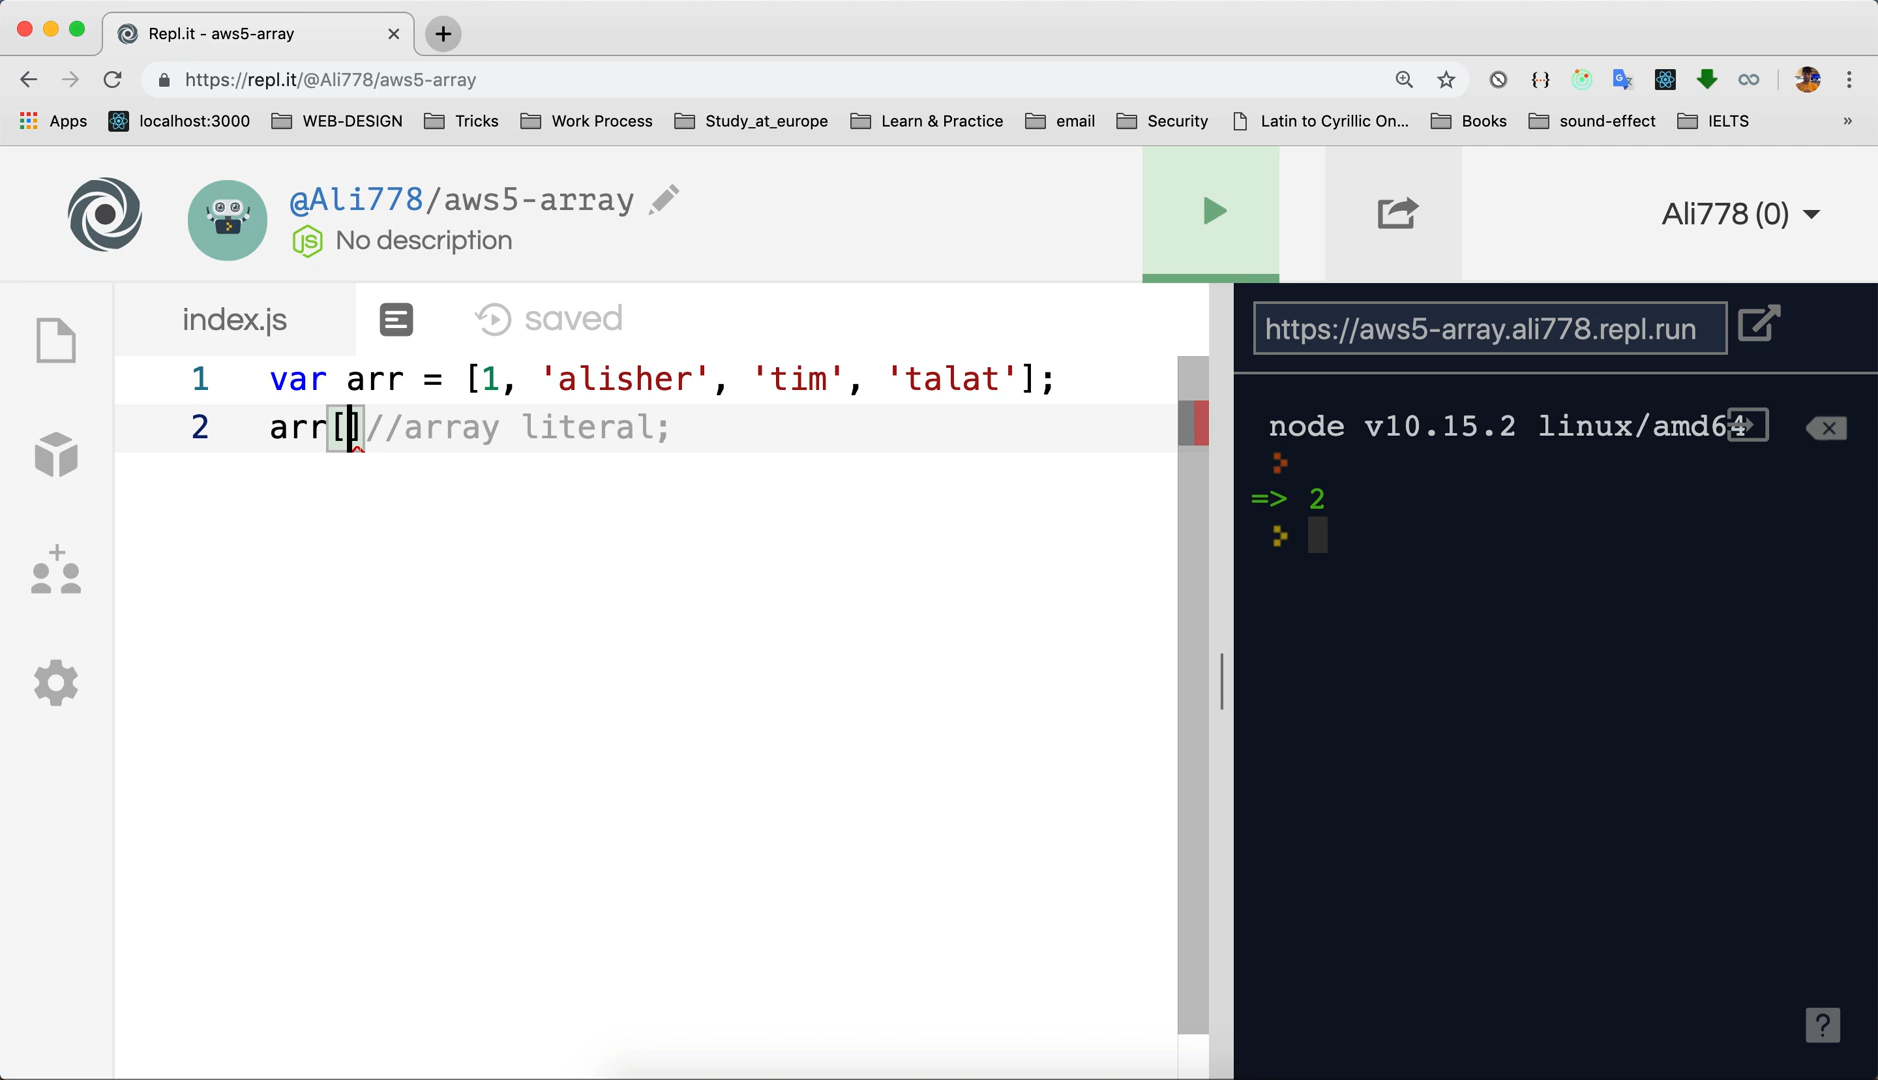 Repl.it - aws5-array
https://repl.it/@Ali778/aws5-array
Apps localhost:3000 WEB-DESIGN Tricks Work Process Study_at_europe Learn & Practice email Security Latin to Cyrillic On... Books sound-effect IELTS »
@Ali778/aws5-array
No description
Ali778 (0)
index.js saved
https://aws5-array.ali778.repl.run
1 var arr = [1, 'alisher', 'tim', 'talat'];
2 arr[]//array literal;
node v10.15.2 linux/amd64
=> 2
?